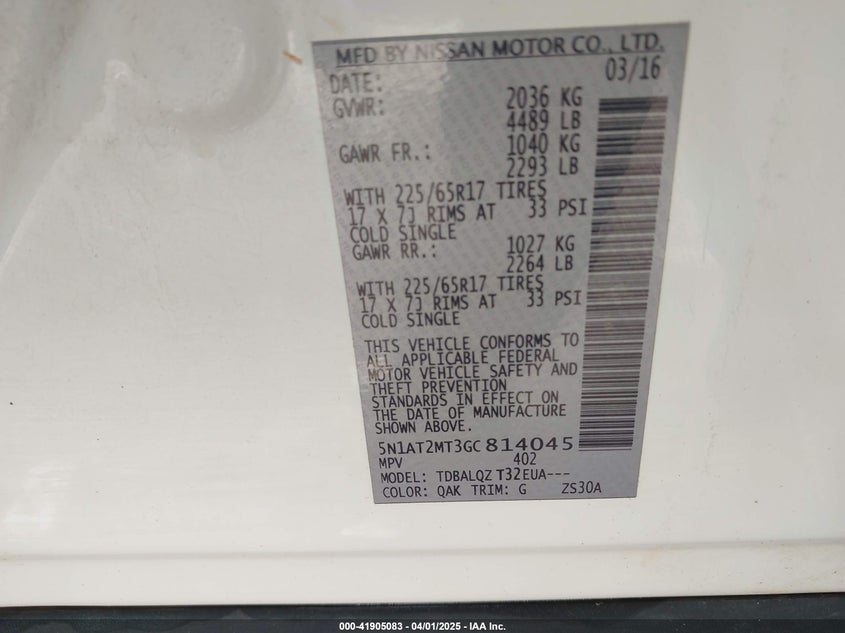 MFD BY NISSAN MOTOR CO., LTD.
DATE: 03/16
GVWR: 2036 KG
4489 LB
GAWR FR.: 1040 KG
2293 LB
WITH 225/65R17 TIRES
17 X 7J RIMS AT 33 PSI
COLD SINGLE
GAWR RR.: 1027 KG
2264 LB
WITH 225/65R17 TIRES
17 X 7J RIMS AT 33 PSI
COLD SINGLE
THIS VEHICLE CONFORMS TO
ALL APPLICABLE FEDERAL
MOTOR VEHICLE SAFETY AND
THEFT PREVENTION
STANDARDS IN EFFECT ON
THE DATE OF MANUFACTURE
SHOWN ABOVE.
5N1AT2MT3GC814045
MPV 402
MODEL: TDBALQZ T32EUA---
COLOR: QAK TRIM: G ZS30A
000-41905083 - 04/01/2025 - IAA Inc.